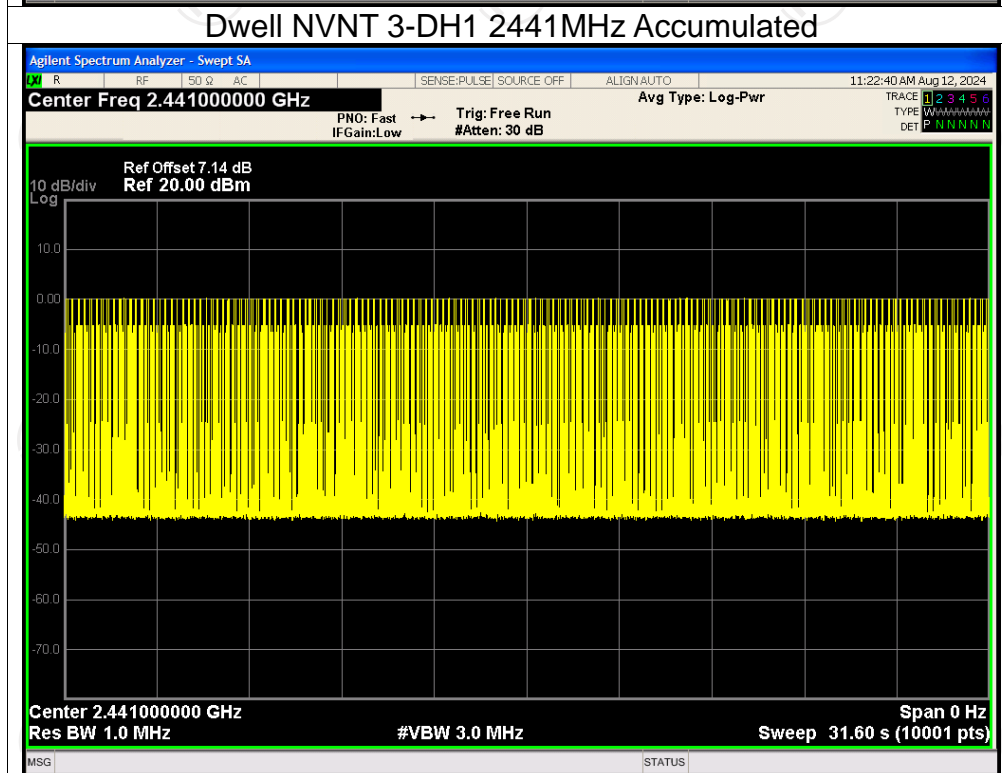 Dwell NVNT 3-DH1 2441MHz Accumulated
Agilent Spectrum Analyzer - Swept SA
LXI R RF 50 Ω AC SENSE:PULSE SOURCE OFF ALIGN AUTO 11:22:40 AM Aug 12, 2024
Center Freq 2.441000000 GHz Avg Type: Log-Pwr TRACE 1 2 3 4 5 6
PNO: Fast Trig: Free Run TYPE WWWWWW
IFGain:Low #Atten: 30 dB DET P N N N N N
Ref Offset 7.14 dB
10 dB/div Ref 20.00 dBm
Log
10.0
0.00
-10.0
-20.0
-30.0
-40.0
-50.0
-60.0
-70.0
Center 2.441000000 GHz Span 0 Hz
Res BW 1.0 MHz #VBW 3.0 MHz Sweep 31.60 s (10001 pts)
MSG STATUS